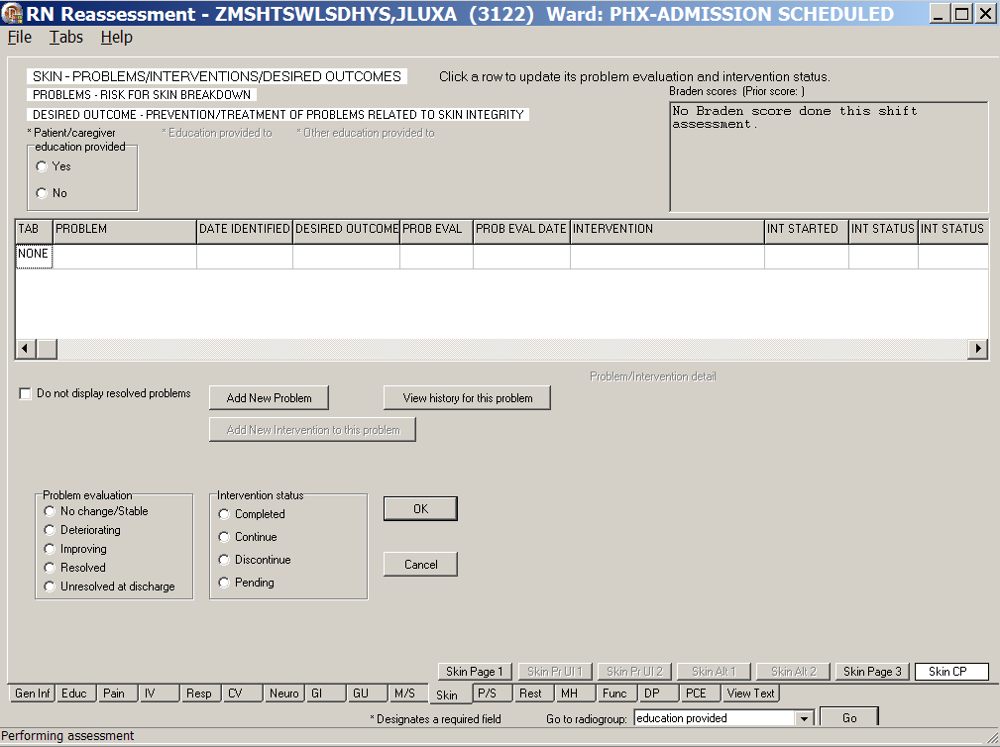 RN Reassessment - ZMSHTSWLSDHYS,JLUXA (3122) Ward: PHX-ADMISSION SCHEDULED
File Tabs Help
SKIN - PROBLEMS/INTERVENTIONS/DESIRED OUTCOMES
Click a row to update its problem evaluation and intervention status.
PROBLEMS - RISK FOR SKIN BREAKDOWN
Braden scores (Prior score: )
DESIRED OUTCOME - PREVENTION/TREATMENT OF PROBLEMS RELATED TO SKIN INTEGRITY
No Braden score done this shift
assessment.
* Patient/caregiver
education provided
* Education provided to
* Other education provided to
Yes
No
TAB PROBLEM DATE IDENTIFIED DESIRED OUTCOME PROB EVAL PROB EVAL DATE INTERVENTION INT STARTED INT STATUS INT STATUS
NONE
Problem/Intervention detail
Do not display resolved problems
Add New Problem
View history for this problem
Add New Intervention to this problem
Problem evaluation
No change/Stable
Deteriorating
Improving
Resolved
Unresolved at discharge
Intervention status
Completed
Continue
Discontinue
Pending
OK
Cancel
Skin Page 1 Skin Pr Ul 1 Skin Pr Ul 2 Skin Alt 1 Skin Alt 2 Skin Page 3 Skin CP
Gen Inf Educ Pain IV Resp CV Neuro GI GU M/S Skin P/S Rest MH Func DP PCE View Text
* Designates a required field
Go to radiogroup: education provided Go
Performing assessment